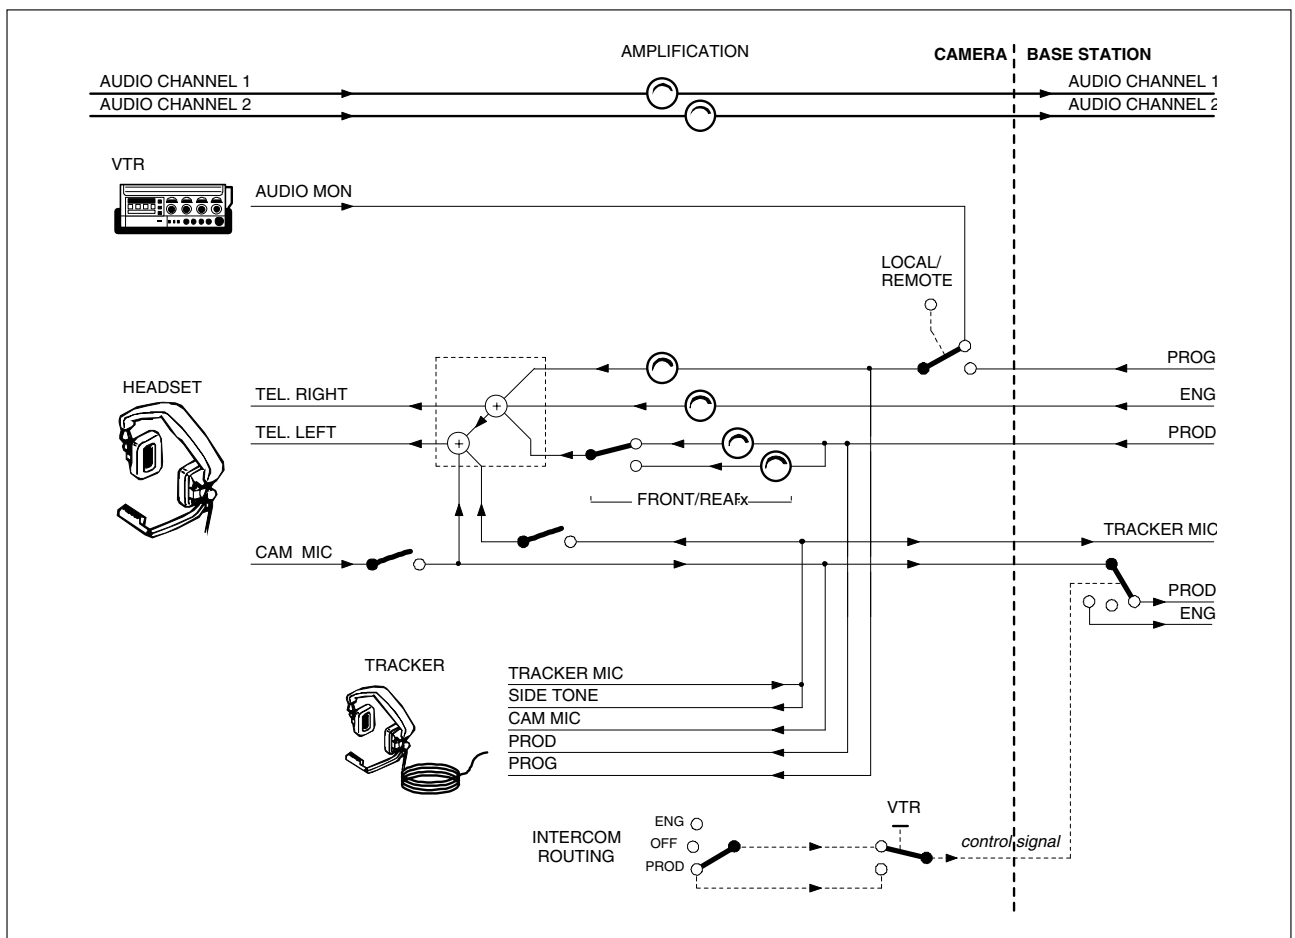 AMPLIFICATION
CAMERA
BASE STATION
AUDIO CHANNEL 1
AUDIO CHANNEL 1
AUDIO CHANNEL 2
AUDIO CHANNEL 2
VTR
AUDIO MON
LOCAL/
REMOTE
PROG
HEADSET
TEL. RIGHT
ENG
TEL. LEFT
PROD
+
+
FRONT/REARx
TRACKER MIC
CAM MIC
PROD
ENG
TRACKER
TRACKER MIC
SIDE TONE
CAM MIC
PROD
PROG
VTR
ENG
INTERCOM
ROUTING
OFF
PROD
control signal